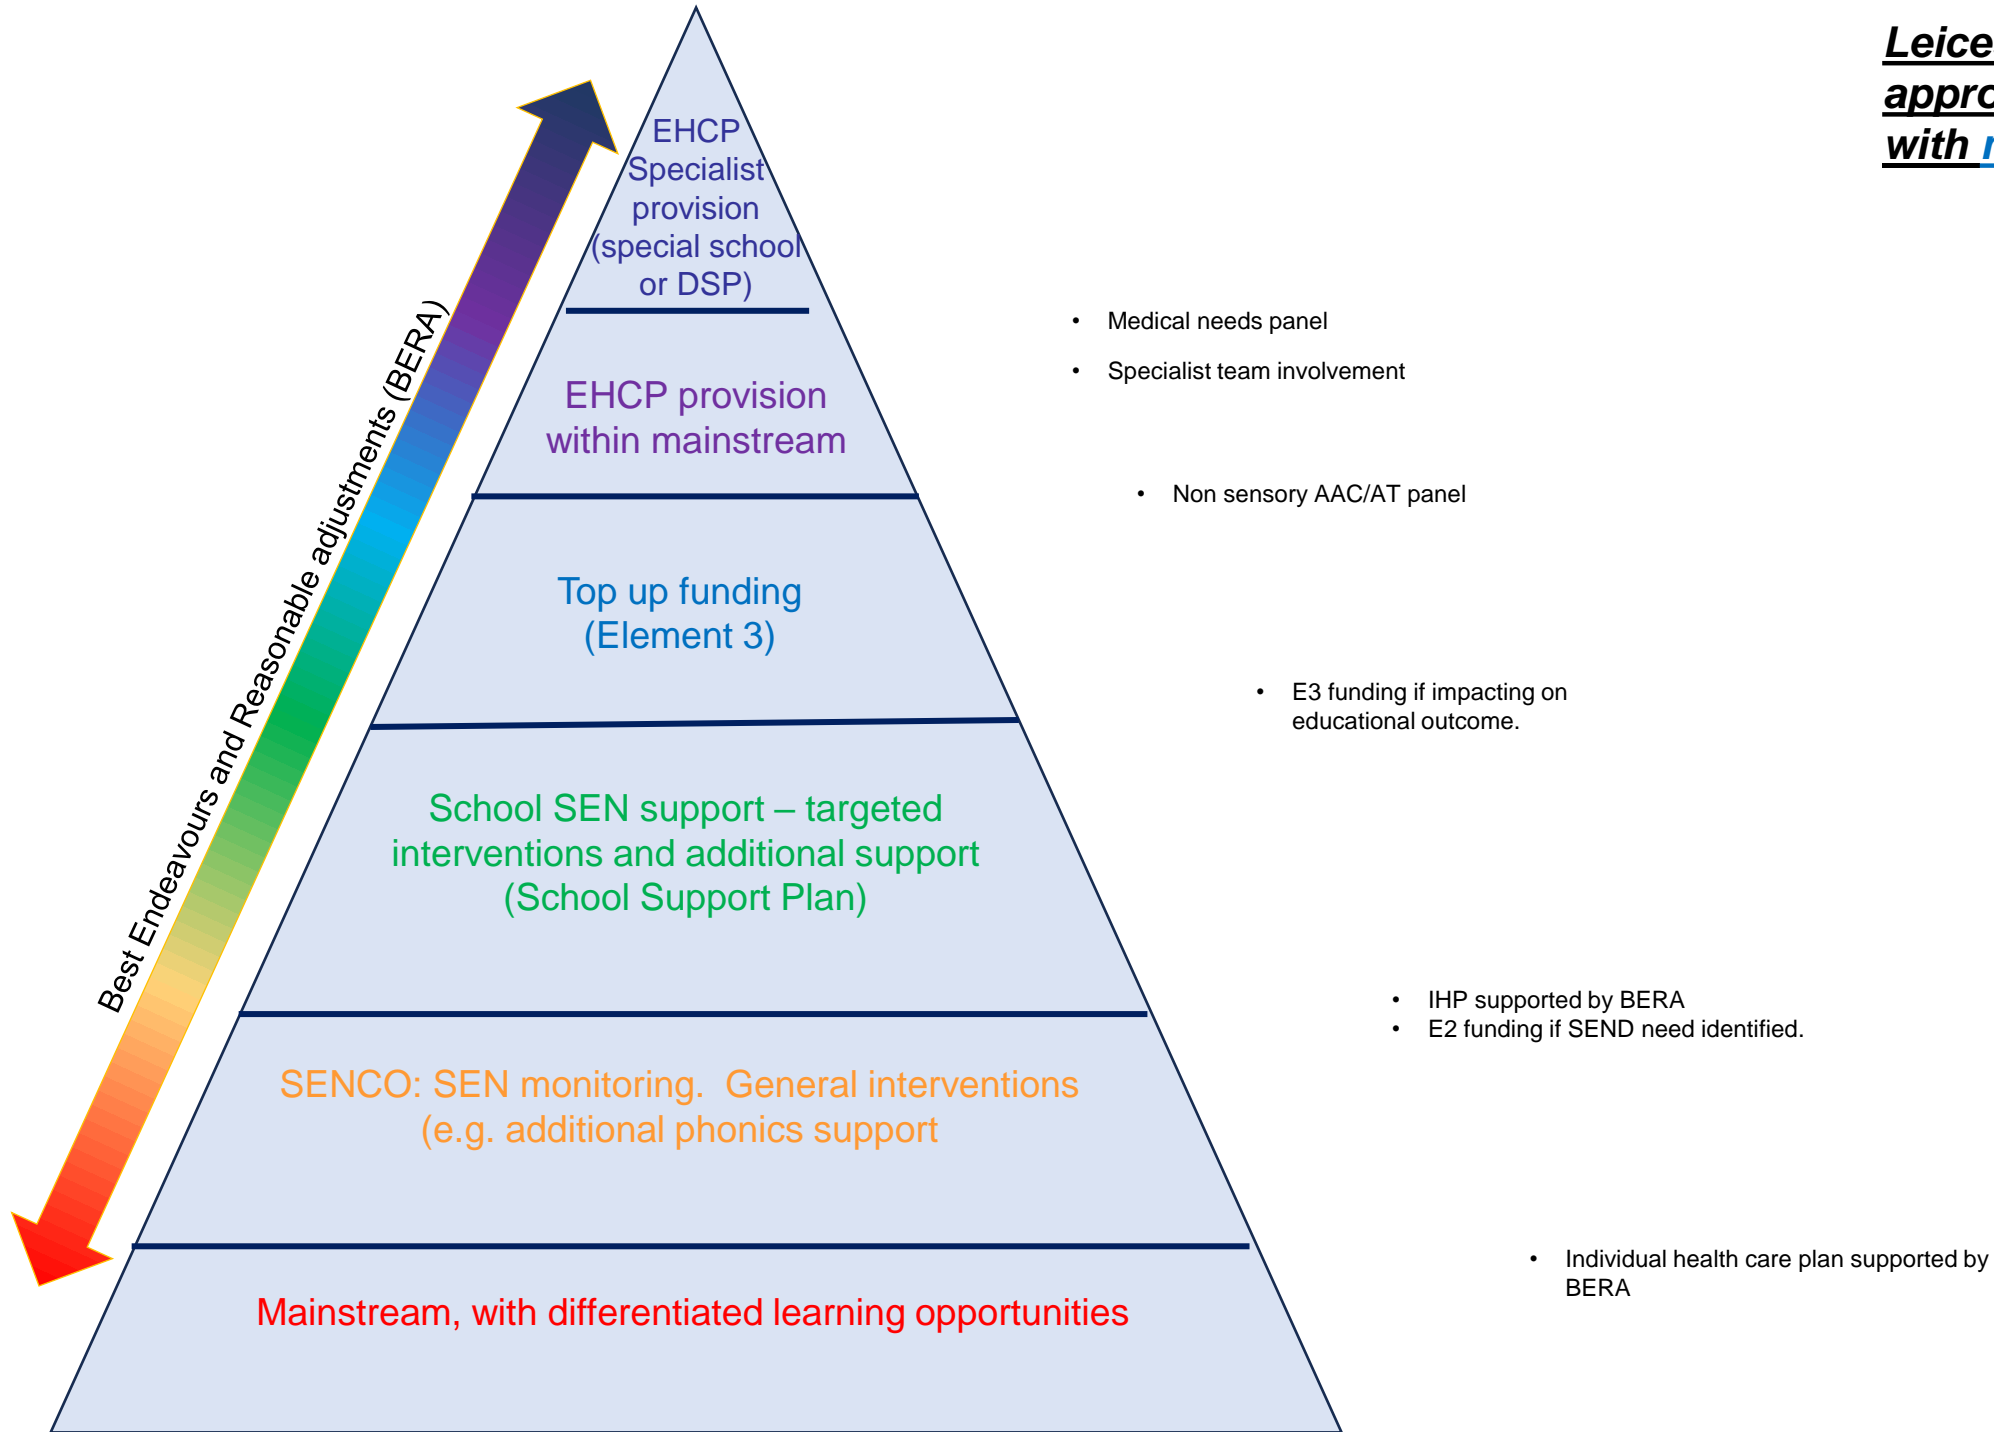 Leice
appro
with r
EHCP
Specialist
provision
(special school
or DSP)
EHCP provision
within mainstream
Top up funding
(Element 3)
School SEN support – targeted
interventions and additional support
(School Support Plan)
SENCO: SEN monitoring.  General interventions
(e.g. additional phonics support
Mainstream, with differentiated learning opportunities
Best Endeavours and Reasonable adjustments (BERA)
• Medical needs panel
• Specialist team involvement
• Non sensory AAC/AT panel
• E3 funding if impacting on
educational outcome.
• IHP supported by BERA
• E2 funding if SEND need identified.
• Individual health care plan supported by
BERA